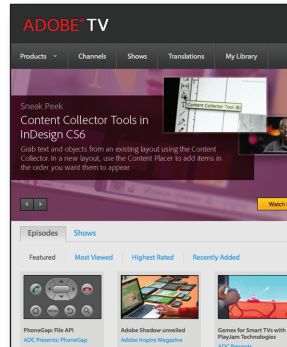 ADOBE® TV
Products Channels Shows Translations My Library
Sneak Peek
Content Collector Tools in
InDesign CS6
Content Collector Tool (B)
Grab text and objects from an existing layout using the Content
Collector. In a new layout, use the Content Placer to add items in
the order you want them to appear.
Watch
Episodes Shows
Featured Most Viewed Highest Rated Recently Added
PhoneGap: File API
ADC Presents: PhoneGap
Adobe Shadow unveiled
Adobe Inspire Magazine
Games for Smart TVs with
PlayJam Technologies
ADC Presents